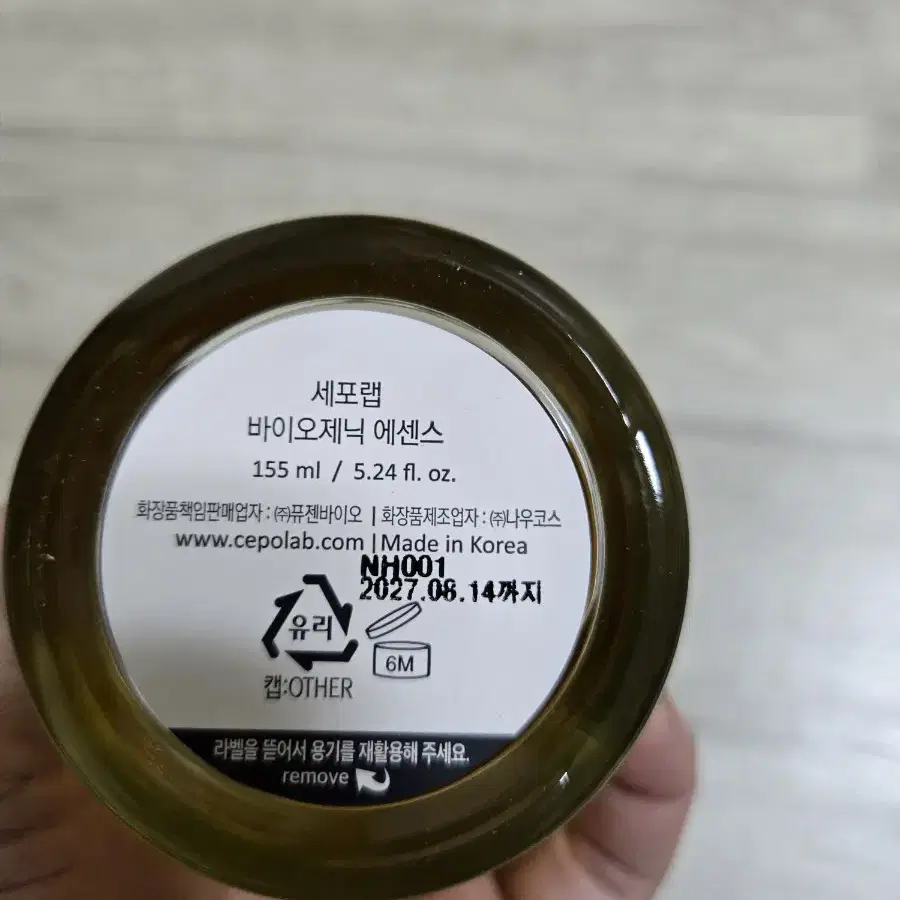 세포랩
바이오제닉 에센스
155 ml / 5.24 fl. oz.
화장품책임판매업자 : ㈜퓨젠바이오 | 화장품제조업자 : ㈜나우코스
www.cepolab.com | Made in Korea
NH001
2027.08.14까지
유리
6M
캡:OTHER
라벨을 뜯어서 용기를 재활용해 주세요.
remove